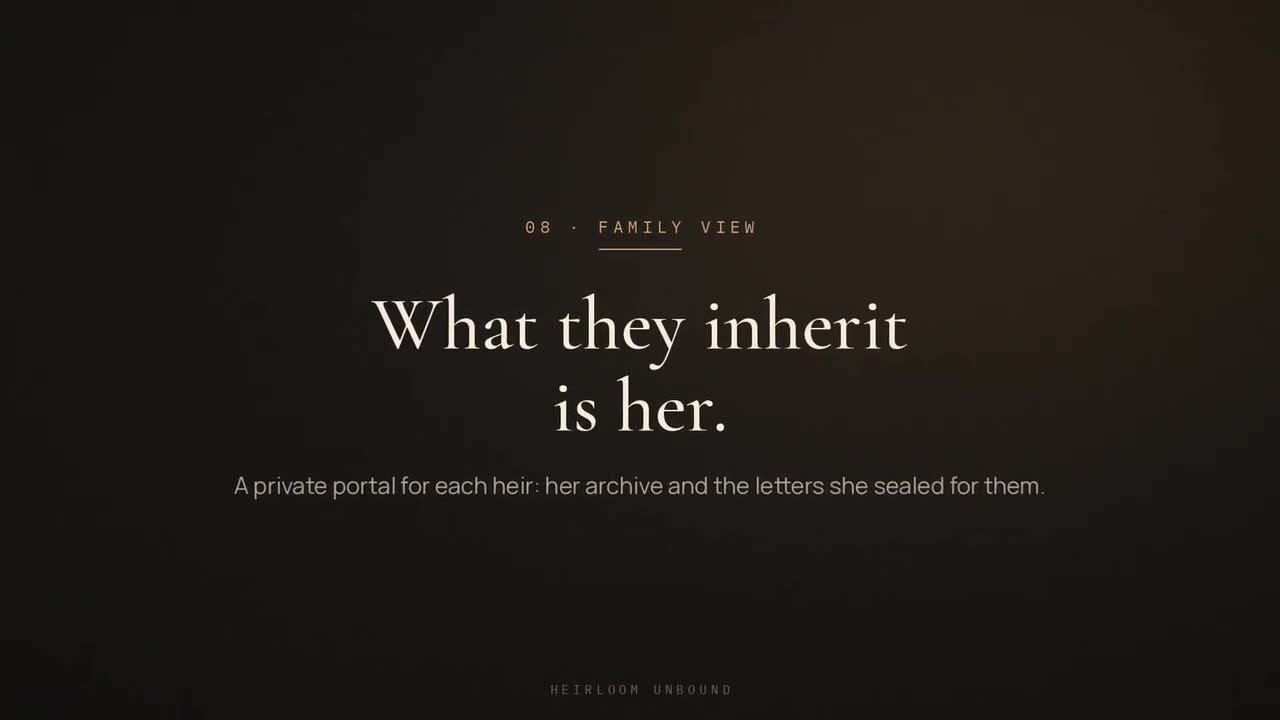 08 · FAMILY VIEW
What they inherit
is her.
A private portal for each heir: her archive and the letters she sealed for them.
HEIRLOOM UNBOUND